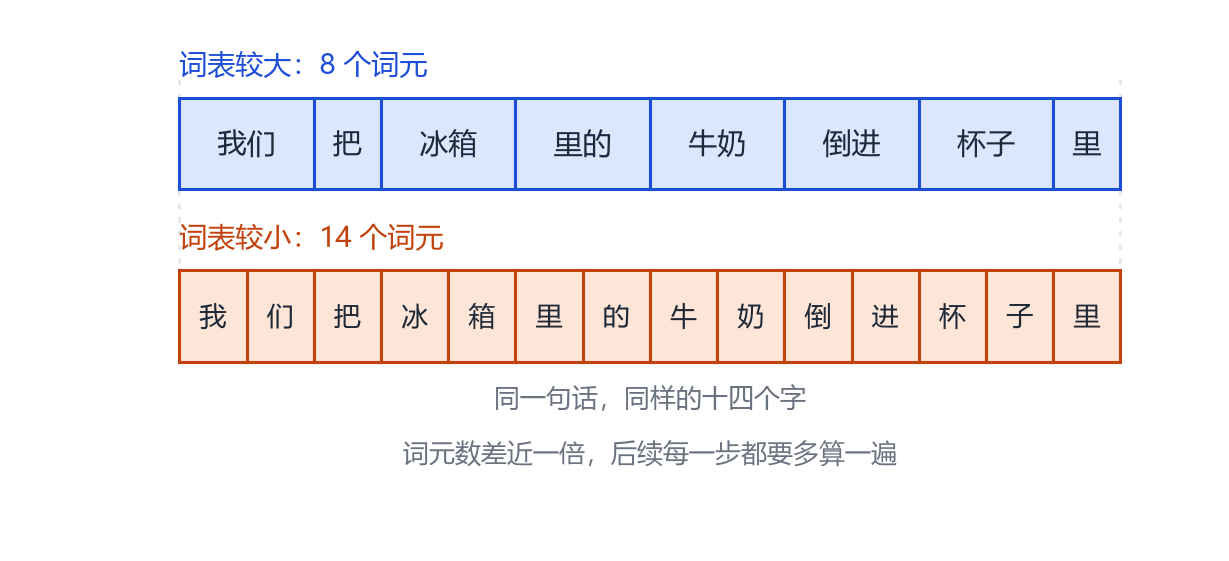 词表较大：8 个词元
我们 把 冰箱 里的 牛奶 倒进 杯子 里
词表较小：14 个词元
我 们 把 冰 箱 里 的 牛 奶 倒 进 杯 子 里
同一句话，同样的十四个字
词元数差近一倍，后续每一步都要多算一遍